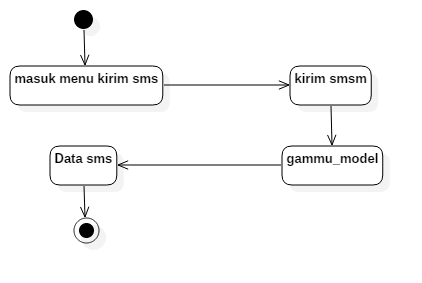 masuk menu kirim sms
kirim smsm
Data sms
gammu_model